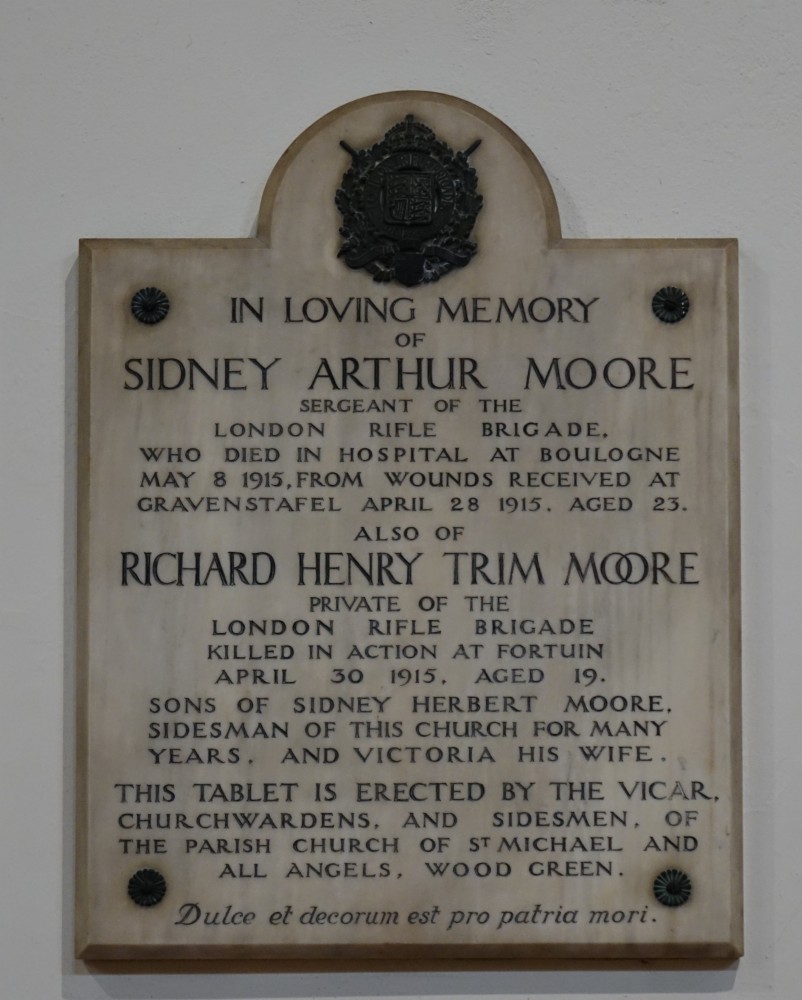 IN LOVING MEMORY
OF
SIDNEY ARTHUR MOORE
SERGEANT OF THE
LONDON RIFLE BRIGADE,
WHO DIED IN HOSPITAL AT BOULOGNE
MAY 8 1915, FROM WOUNDS RECEIVED AT
GRAVENSTAFEL APRIL 28 1915. AGED 23.
ALSO OF
RICHARD HENRY TRIM MOORE
PRIVATE OF THE
LONDON RIFLE BRIGADE
KILLED IN ACTION AT FORTUIN
APRIL 30 1915. AGED 19.
SONS OF SIDNEY HERBERT MOORE,
SIDESMAN OF THIS CHURCH FOR MANY
YEARS. AND VICTORIA HIS WIFE.
THIS TABLET IS ERECTED BY THE VICAR,
CHURCHWARDENS, AND SIDESMEN, OF
THE PARISH CHURCH OF ST MICHAEL AND
ALL ANGELS, WOOD GREEN.
Dulce et decorum est pro patria mori.